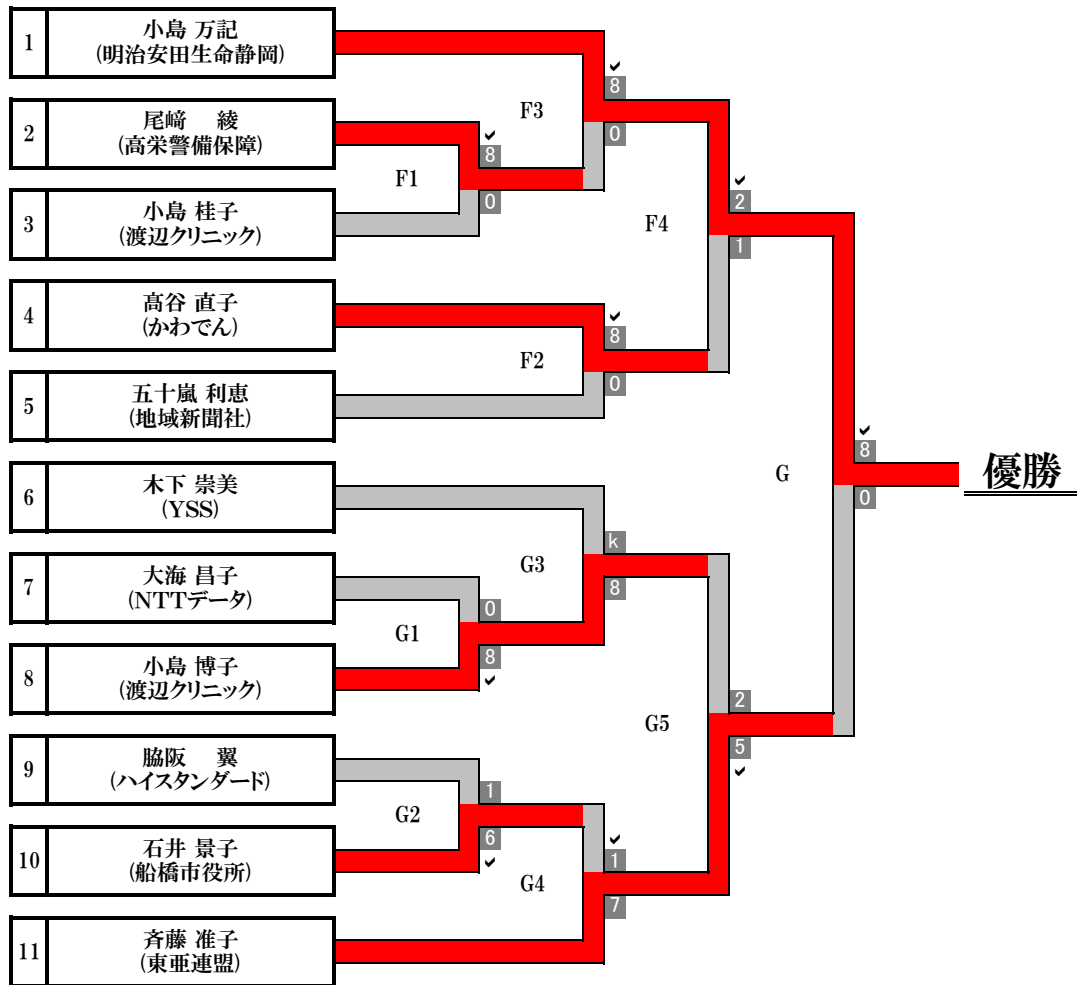 1
小島 万記
(明治安田生命静岡)
✔
8
F3
2
尾﨑 綾
(高栄警備保障)
✔
8
0
F1
✔
2
0
3
小島 桂子
(渡辺クリニック)
F4
1
4
髙谷 直子
(かわでん)
✔
8
F2
0
5
五十嵐 利恵
(地域新聞社)
✔
8
G
優勝
6
木下 崇美
(YSS)
0
k
G3
7
大海 昌子
(NTTデータ)
8
0
G1
8
小島 博子
(渡辺クリニック)
8
✔
2
G5
9
脇阪 翼
(ハイスタンダード)
5
✔
1
G2
6
✔
✔
10
石井 景子
(船橋市役所)
1
G4
7
11
斉藤 准子
(東亜連盟)